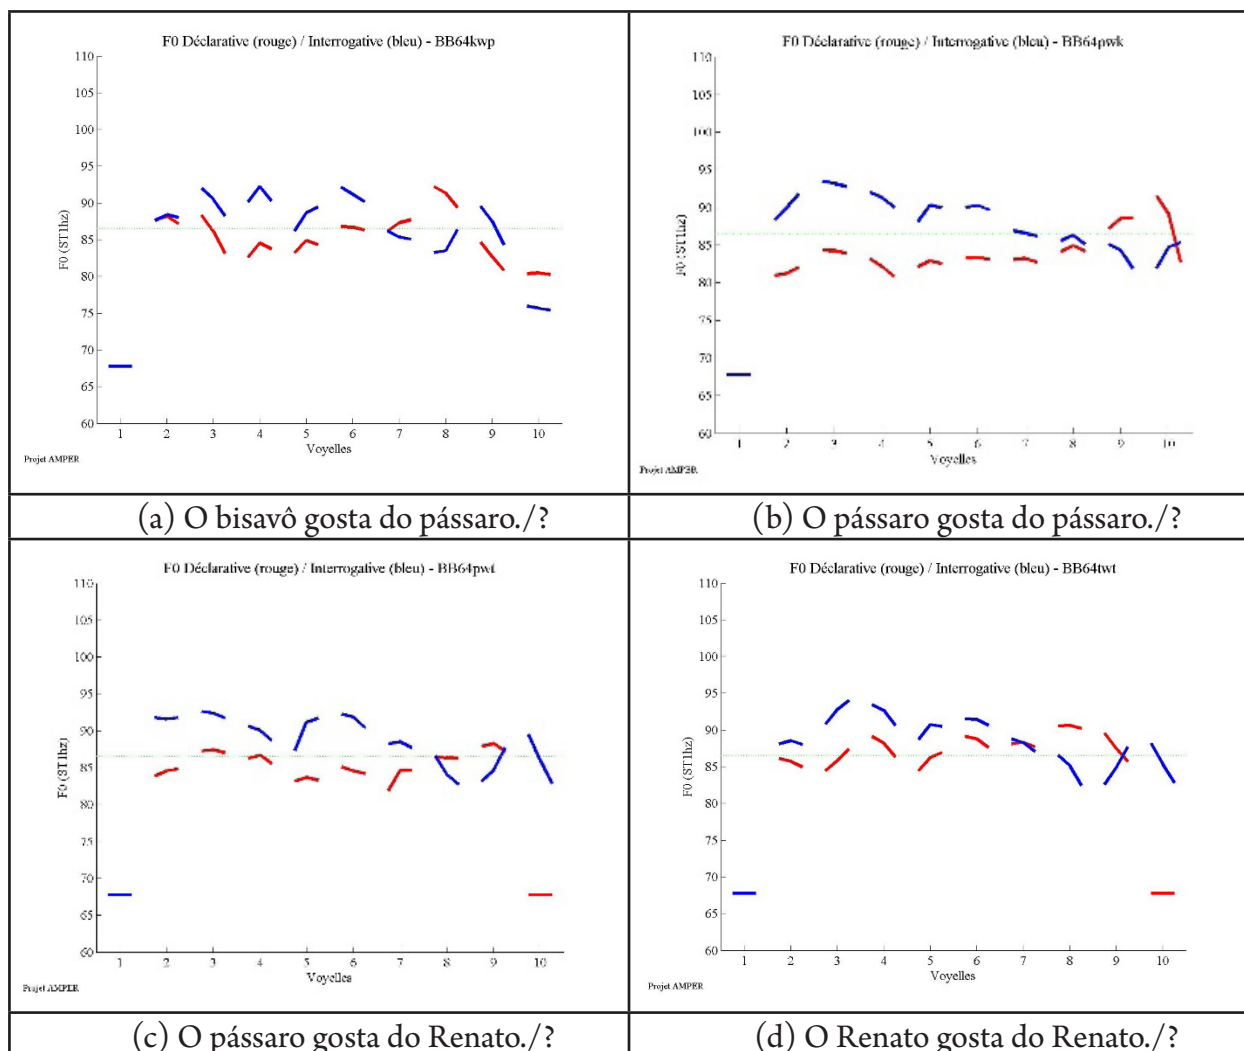 F0 Déclarative (rouge) / Interrogative (bleu) - BB64kwp
110
105
100
95
90
85
80
75
70
65
60
F0 (ST1hz)
1 2 3 4 5 6 7 8 9 10
Voyelles
Projet AMPER
F0 Déclarative (rouge) / Interrogative (bleu) - BB64pwk
110
105
100
95
90
85
80
75
70
65
60
F0 (ST1hz)
1 2 3 4 5 6 7 8 9 10
Voyelles
Projet AMPER
(a) O bisavô gosta do pássaro./?
(b) O pássaro gosta do pássaro./?
F0 Déclarative (rouge) / Interrogative (bleu) - BB64pwt
110
105
100
95
90
85
80
75
70
65
60
F0 (ST1hz)
1 2 3 4 5 6 7 8 9 10
Voyelles
Projet AMPER
F0 Déclarative (rouge) / Interrogative (bleu) - BB64twt
110
105
100
95
90
85
80
75
70
65
60
F0 (ST1hz)
1 2 3 4 5 6 7 8 9 10
Voyelles
Projet AMPER
(c) O pássaro gosta do Renato./?
(d) O Renato gosta do Renato./?